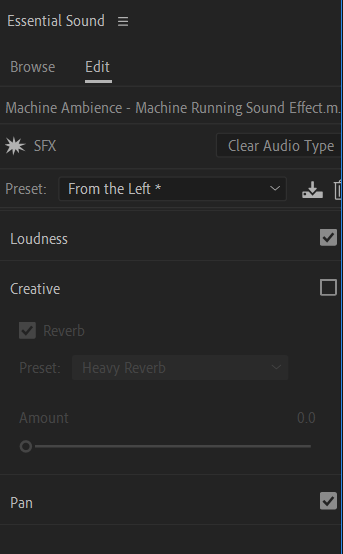 Essential Sound
Browse Edit
Machine Ambience - Machine Running Sound Effect.m
SFX Clear Audio Type
Preset: From the Left *
Loudness
Creative
Reverb
Preset: Heavy Reverb
Amount 0.0
Pan